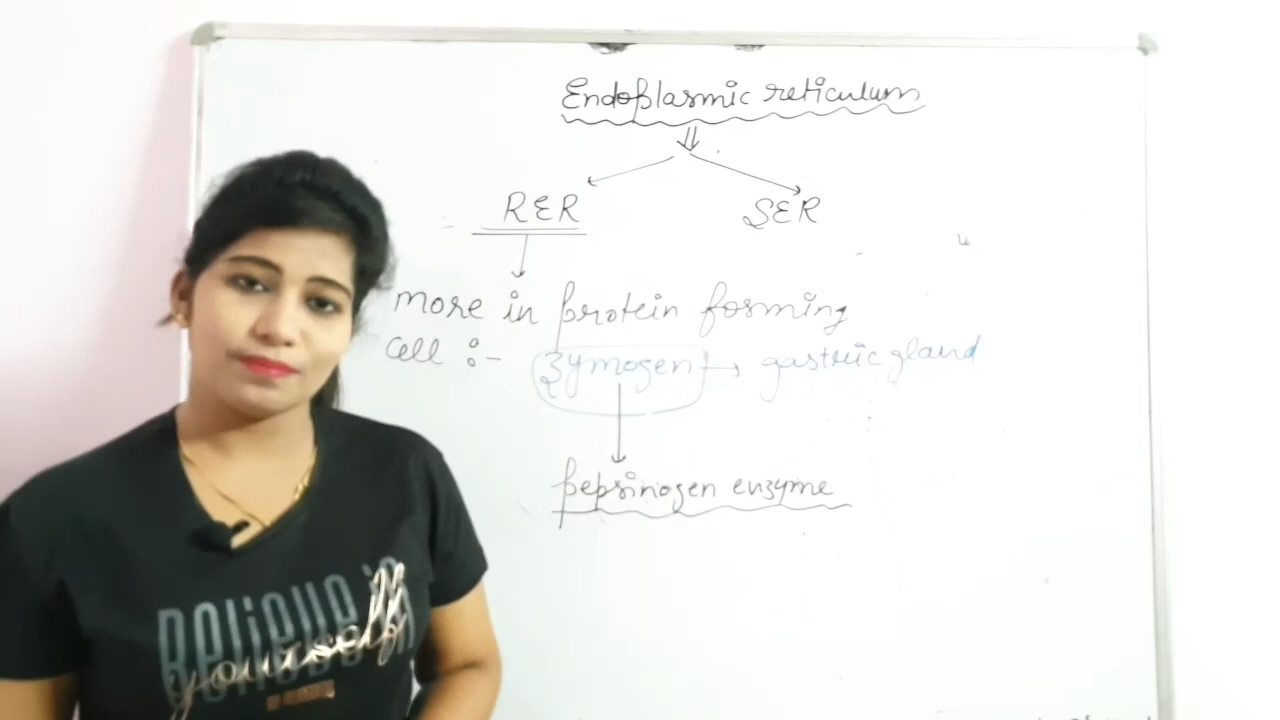 Endoplasmic reticulum
RER SER
more in protein forming
cell :- zymogen → gastric gland
pepsinogen enzyme
Believe in
yourself